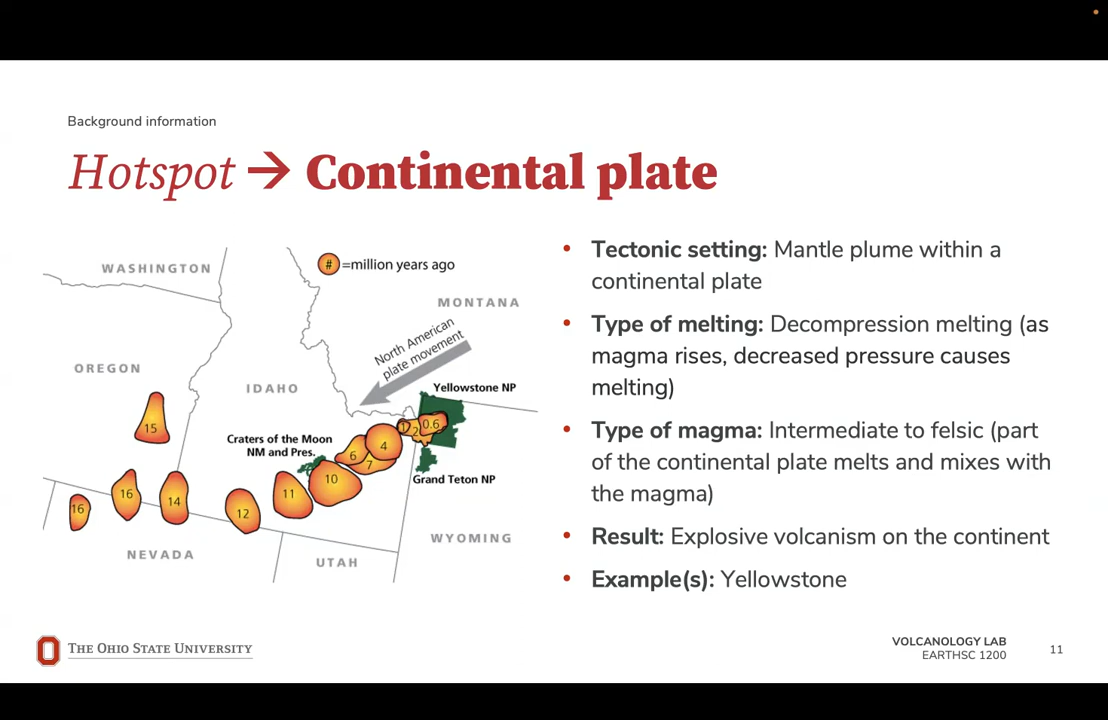 Background information
Hotspot → Continental plate
WASHINGTON
# =million years ago
MONTANA
North American
plate movement
OREGON
IDAHO
Yellowstone NP
15
1.2
2
0.6
Craters of the Moon
NM and Pres.
4
6
7
Grand Teton NP
10
11
16
16
14
12
WYOMING
NEVADA
UTAH
• Tectonic setting: Mantle plume within a
continental plate
• Type of melting: Decompression melting (as
magma rises, decreased pressure causes
melting)
• Type of magma: Intermediate to felsic (part
of the continental plate melts and mixes with
the magma)
• Result: Explosive volcanism on the continent
• Example(s): Yellowstone
THE OHIO STATE UNIVERSITY
VOLCANOLOGY LAB
EARTHSC 1200
11